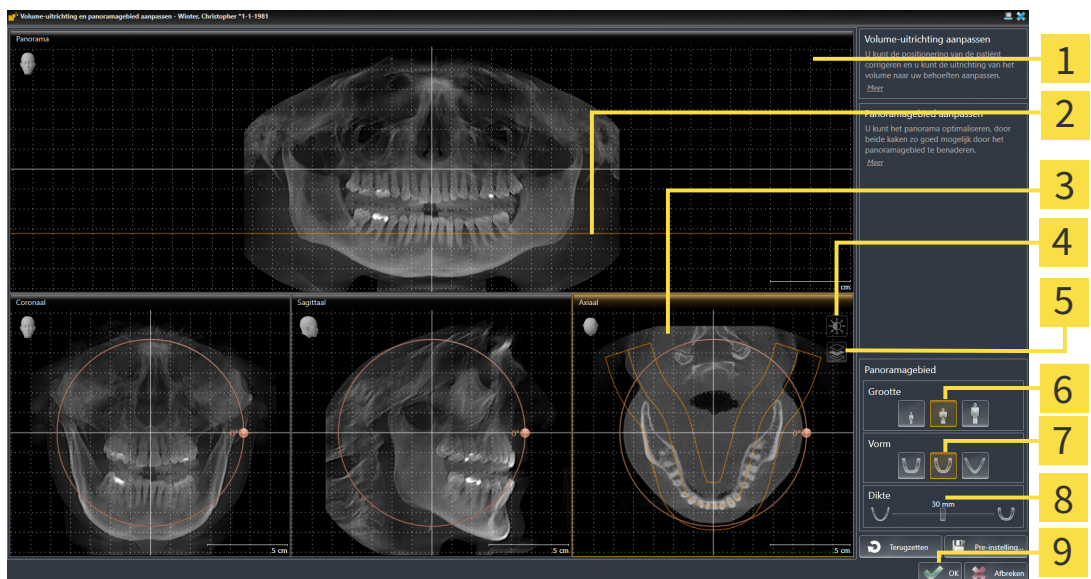 Volume-uitrichting en panoramagebied aanpassen - Winter, Christopher *1-1-1981
Panorama
cm
Volume-uitrichting aanpassen
U kunt de positionering van de patiënt
corrigeren en u kunt de uitrichting van het
volume naar uw behoeften aanpassen.
Meer
Panoramagebied aanpassen
U kunt het panorama optimaliseren, door
beide kaken zo goed mogelijk door het
panoramagebied te benaderen.
Meer
Coronaal
0°
.5 cm
Sagittaal
0°
.5 cm
Axiaal
0°
.5 cm
Panoramagebied
Grootte
Vorm
Dikte
30 mm
Terugzetten
Pre-instelling...
OK
Afbreken
1
2
3
4
5
6
7
8
9